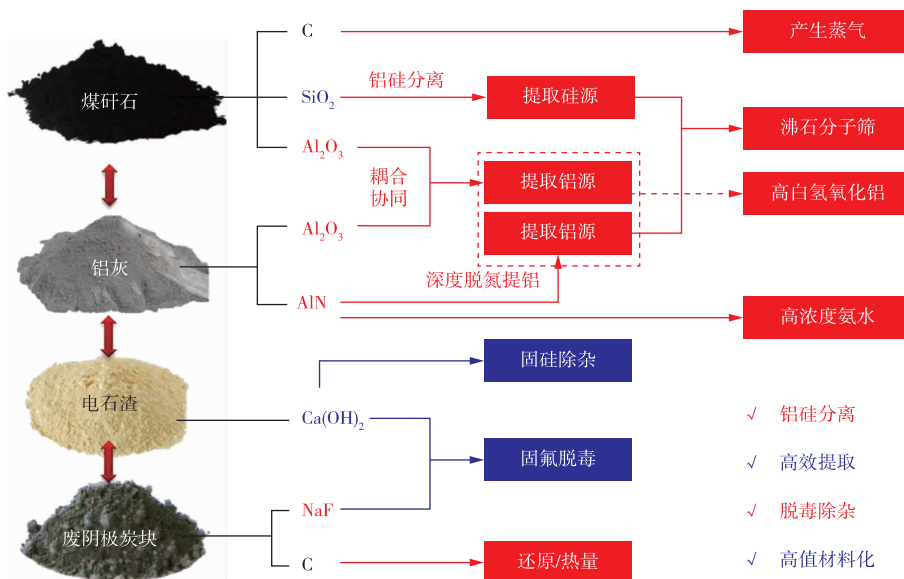 C
产生蒸气
煤矸石
SiO₂
铝硅分离
提取硅源
沸石分子筛
Al₂O₃
耦合
协同
提取铝源
高白氢氧化铝
Al₂O₃
提取铝源
铝灰
深度脱氮提铝
AlN
高浓度氨水
固硅除杂
电石渣
Ca(OH)₂
固氟脱毒
NaF
废阴极炭块
C
还原/热量
√ 铝硅分离
√ 高效提取
√ 脱毒除杂
√ 高值材料化